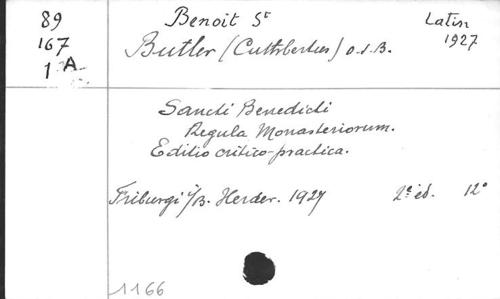 89
167
1 A
Benoit St
Latin
1927
Butler (Cuthbertus) O.S.B.
Sancti Benedicti
Regula Monasteriorum.
Editio critico-practica.
Friburgi i/B. Herder. 1927 2e éd. 12°
1166